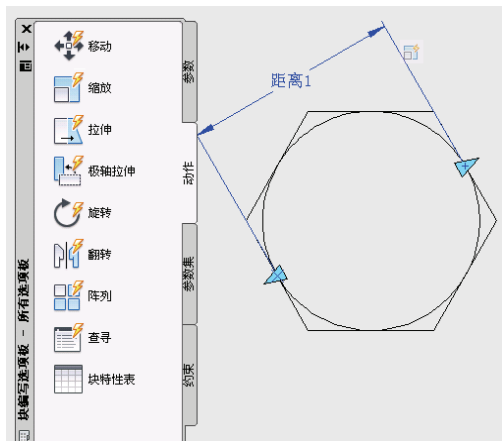 移动
缩放
拉伸
极轴拉伸
旋转
翻转
阵列
查寻
块特性表
参数
动作
参数集
约束
块编写选项板 - 所有选项板
距离1